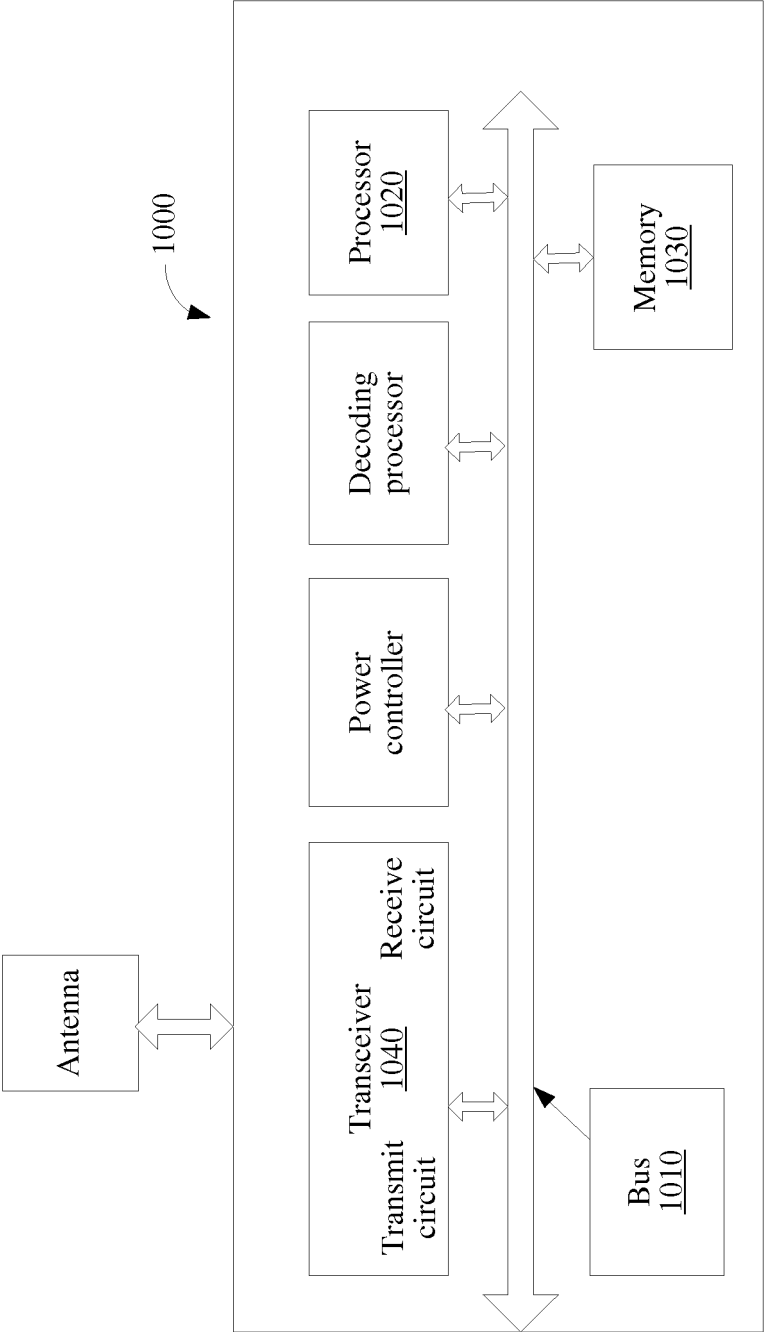 Antenna
1000
Transceiver
1040
Transmit
circuit
Receive
circuit
Power
controller
Decoding
processor
Processor
1020
Bus
1010
Memory
1030